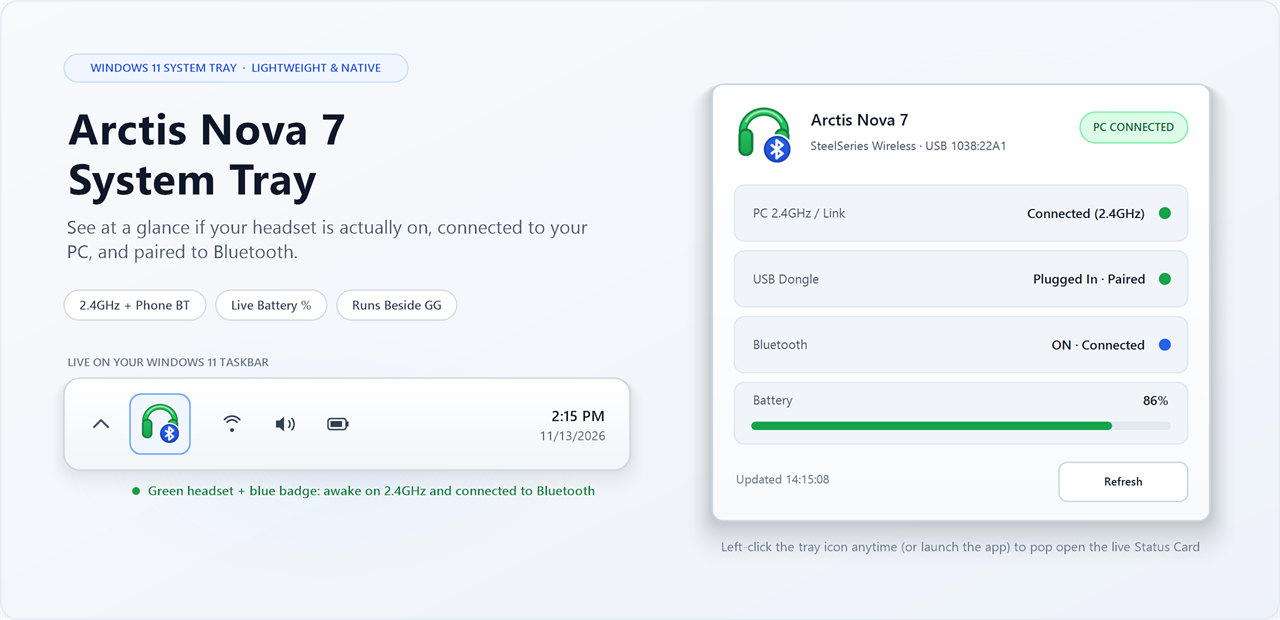 WINDOWS 11 SYSTEM TRAY · LIGHTWEIGHT & NATIVE
Arctis Nova 7
System Tray
See at a glance if your headset is actually on, connected to your
PC, and paired to Bluetooth.
2.4GHz + Phone BT
Live Battery %
Runs Beside GG
LIVE ON YOUR WINDOWS 11 TASKBAR
2:15 PM
11/13/2026
Green headset + blue badge: awake on 2.4GHz and connected to Bluetooth
Arctis Nova 7
SteelSeries Wireless · USB 1038:22A1
PC CONNECTED
PC 2.4GHz / Link
Connected (2.4GHz)
USB Dongle
Plugged In · Paired
Bluetooth
ON · Connected
Battery
86%
Updated 14:15:08
Refresh
Left-click the tray icon anytime (or launch the app) to pop open the live Status Card